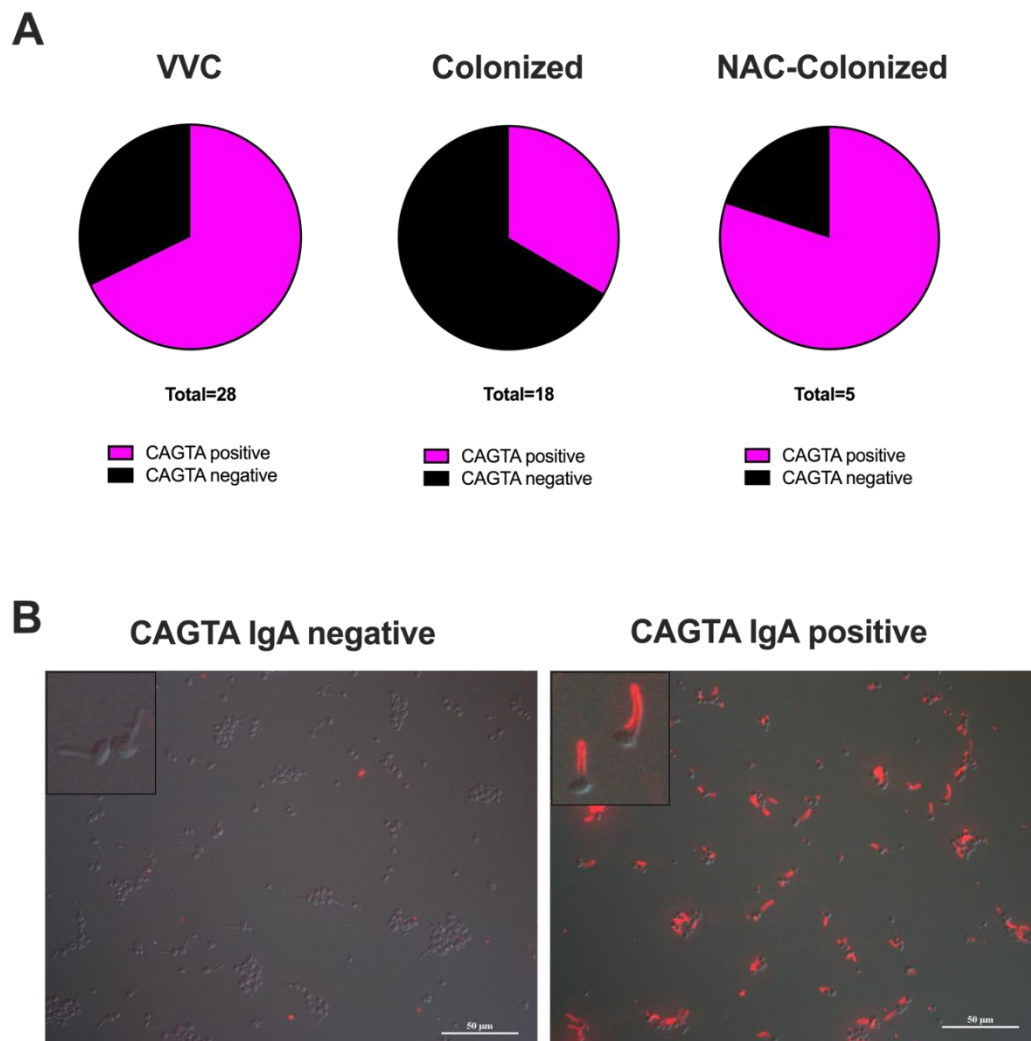 A
VVC
Colonized
NAC-Colonized
Total=28
Total=18
Total=5
CAGTA positive
CAGTA negative
CAGTA positive
CAGTA negative
CAGTA positive
CAGTA negative
B
CAGTA IgA negative
CAGTA IgA positive
50 µm
50 µm